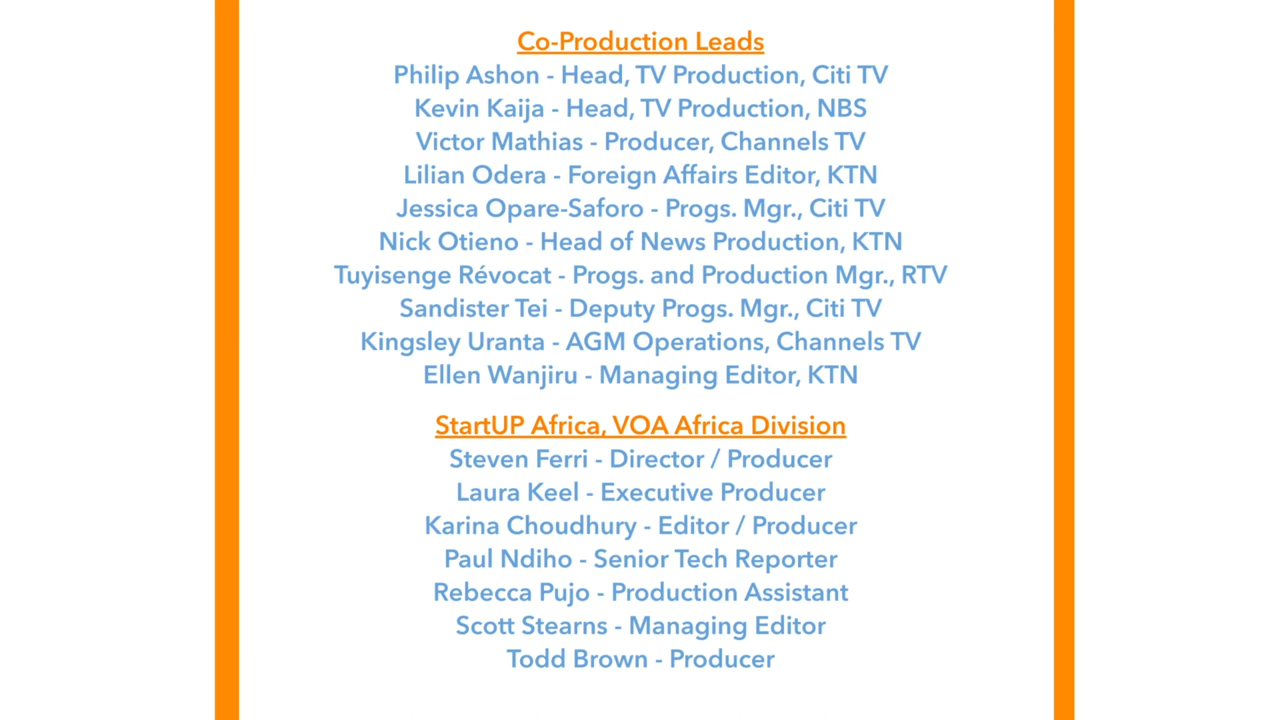 Co-Production Leads
Philip Ashon - Head, TV Production, Citi TV
Kevin Kaija - Head, TV Production, NBS
Victor Mathias - Producer, Channels TV
Lilian Odera - Foreign Affairs Editor, KTN
Jessica Opare-Saforo - Progs. Mgr., Citi TV
Nick Otieno - Head of News Production, KTN
Tuyisenge Révocat - Progs. and Production Mgr., RTV
Sandister Tei - Deputy Progs. Mgr., Citi TV
Kingsley Uranta - AGM Operations, Channels TV
Ellen Wanjiru - Managing Editor, KTN
StartUP Africa, VOA Africa Division
Steven Ferri - Director / Producer
Laura Keel - Executive Producer
Karina Choudhury - Editor / Producer
Paul Ndiho - Senior Tech Reporter
Rebecca Pujo - Production Assistant
Scott Stearns - Managing Editor
Todd Brown - Producer